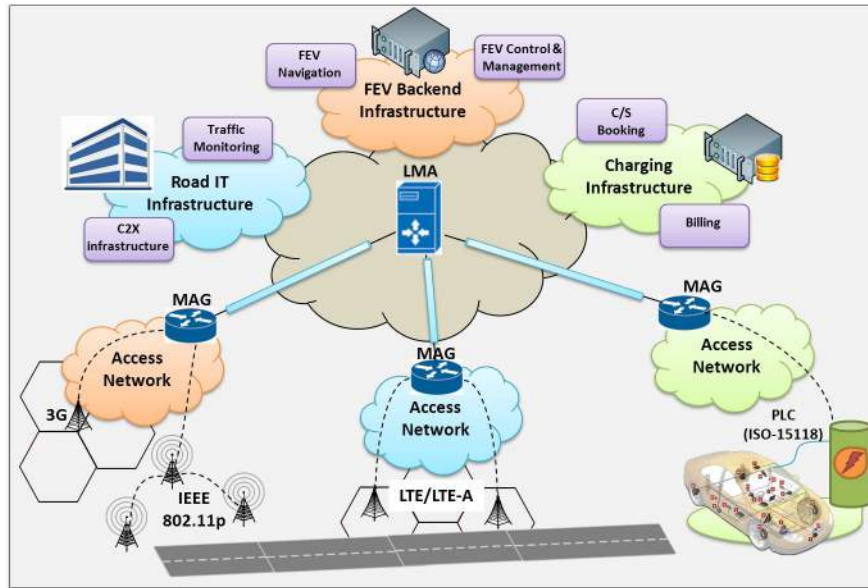 FEV
Navigation
FEV Control &
Management
FEV Backend
Infrastructure
C/S
Booking
Traffic
Monitoring
LMA
Charging
Infrastructure
Road IT
Infrastructure
C2X
infrastructure
Billing
MAG
MAG
MAG
Access
Network
Access
Network
Access
Network
3G
PLC
(ISO-15118)
IEEE
802.11p
LTE/LTE-A